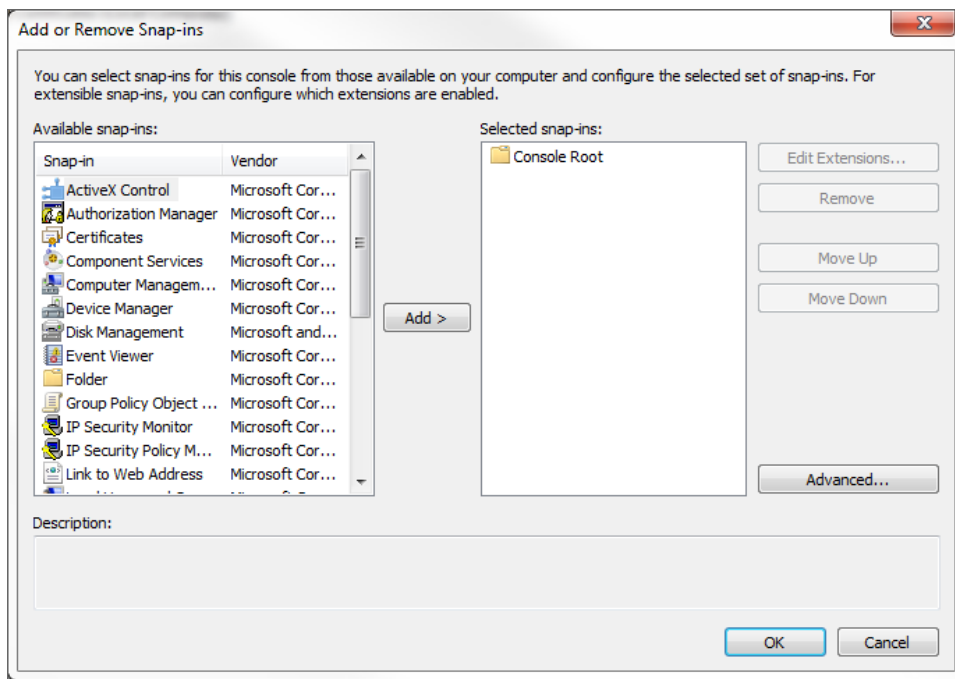 Add or Remove Snap-ins
You can select snap-ins for this console from those available on your computer and configure the selected set of snap-ins. For
extensible snap-ins, you can configure which extensions are enabled.
Available snap-ins:
Snap-in Vendor
ActiveX Control Microsoft Cor...
Authorization Manager Microsoft Cor...
Certificates Microsoft Cor...
Component Services Microsoft Cor...
Computer Managem... Microsoft Cor...
Device Manager Microsoft Cor...
Disk Management Microsoft and...
Event Viewer Microsoft Cor...
Folder Microsoft Cor...
Group Policy Object ... Microsoft Cor...
IP Security Monitor Microsoft Cor...
IP Security Policy M... Microsoft Cor...
Link to Web Address Microsoft Cor...
Add >
Selected snap-ins:
Console Root
Edit Extensions...
Remove
Move Up
Move Down
Advanced...
Description:
OK
Cancel